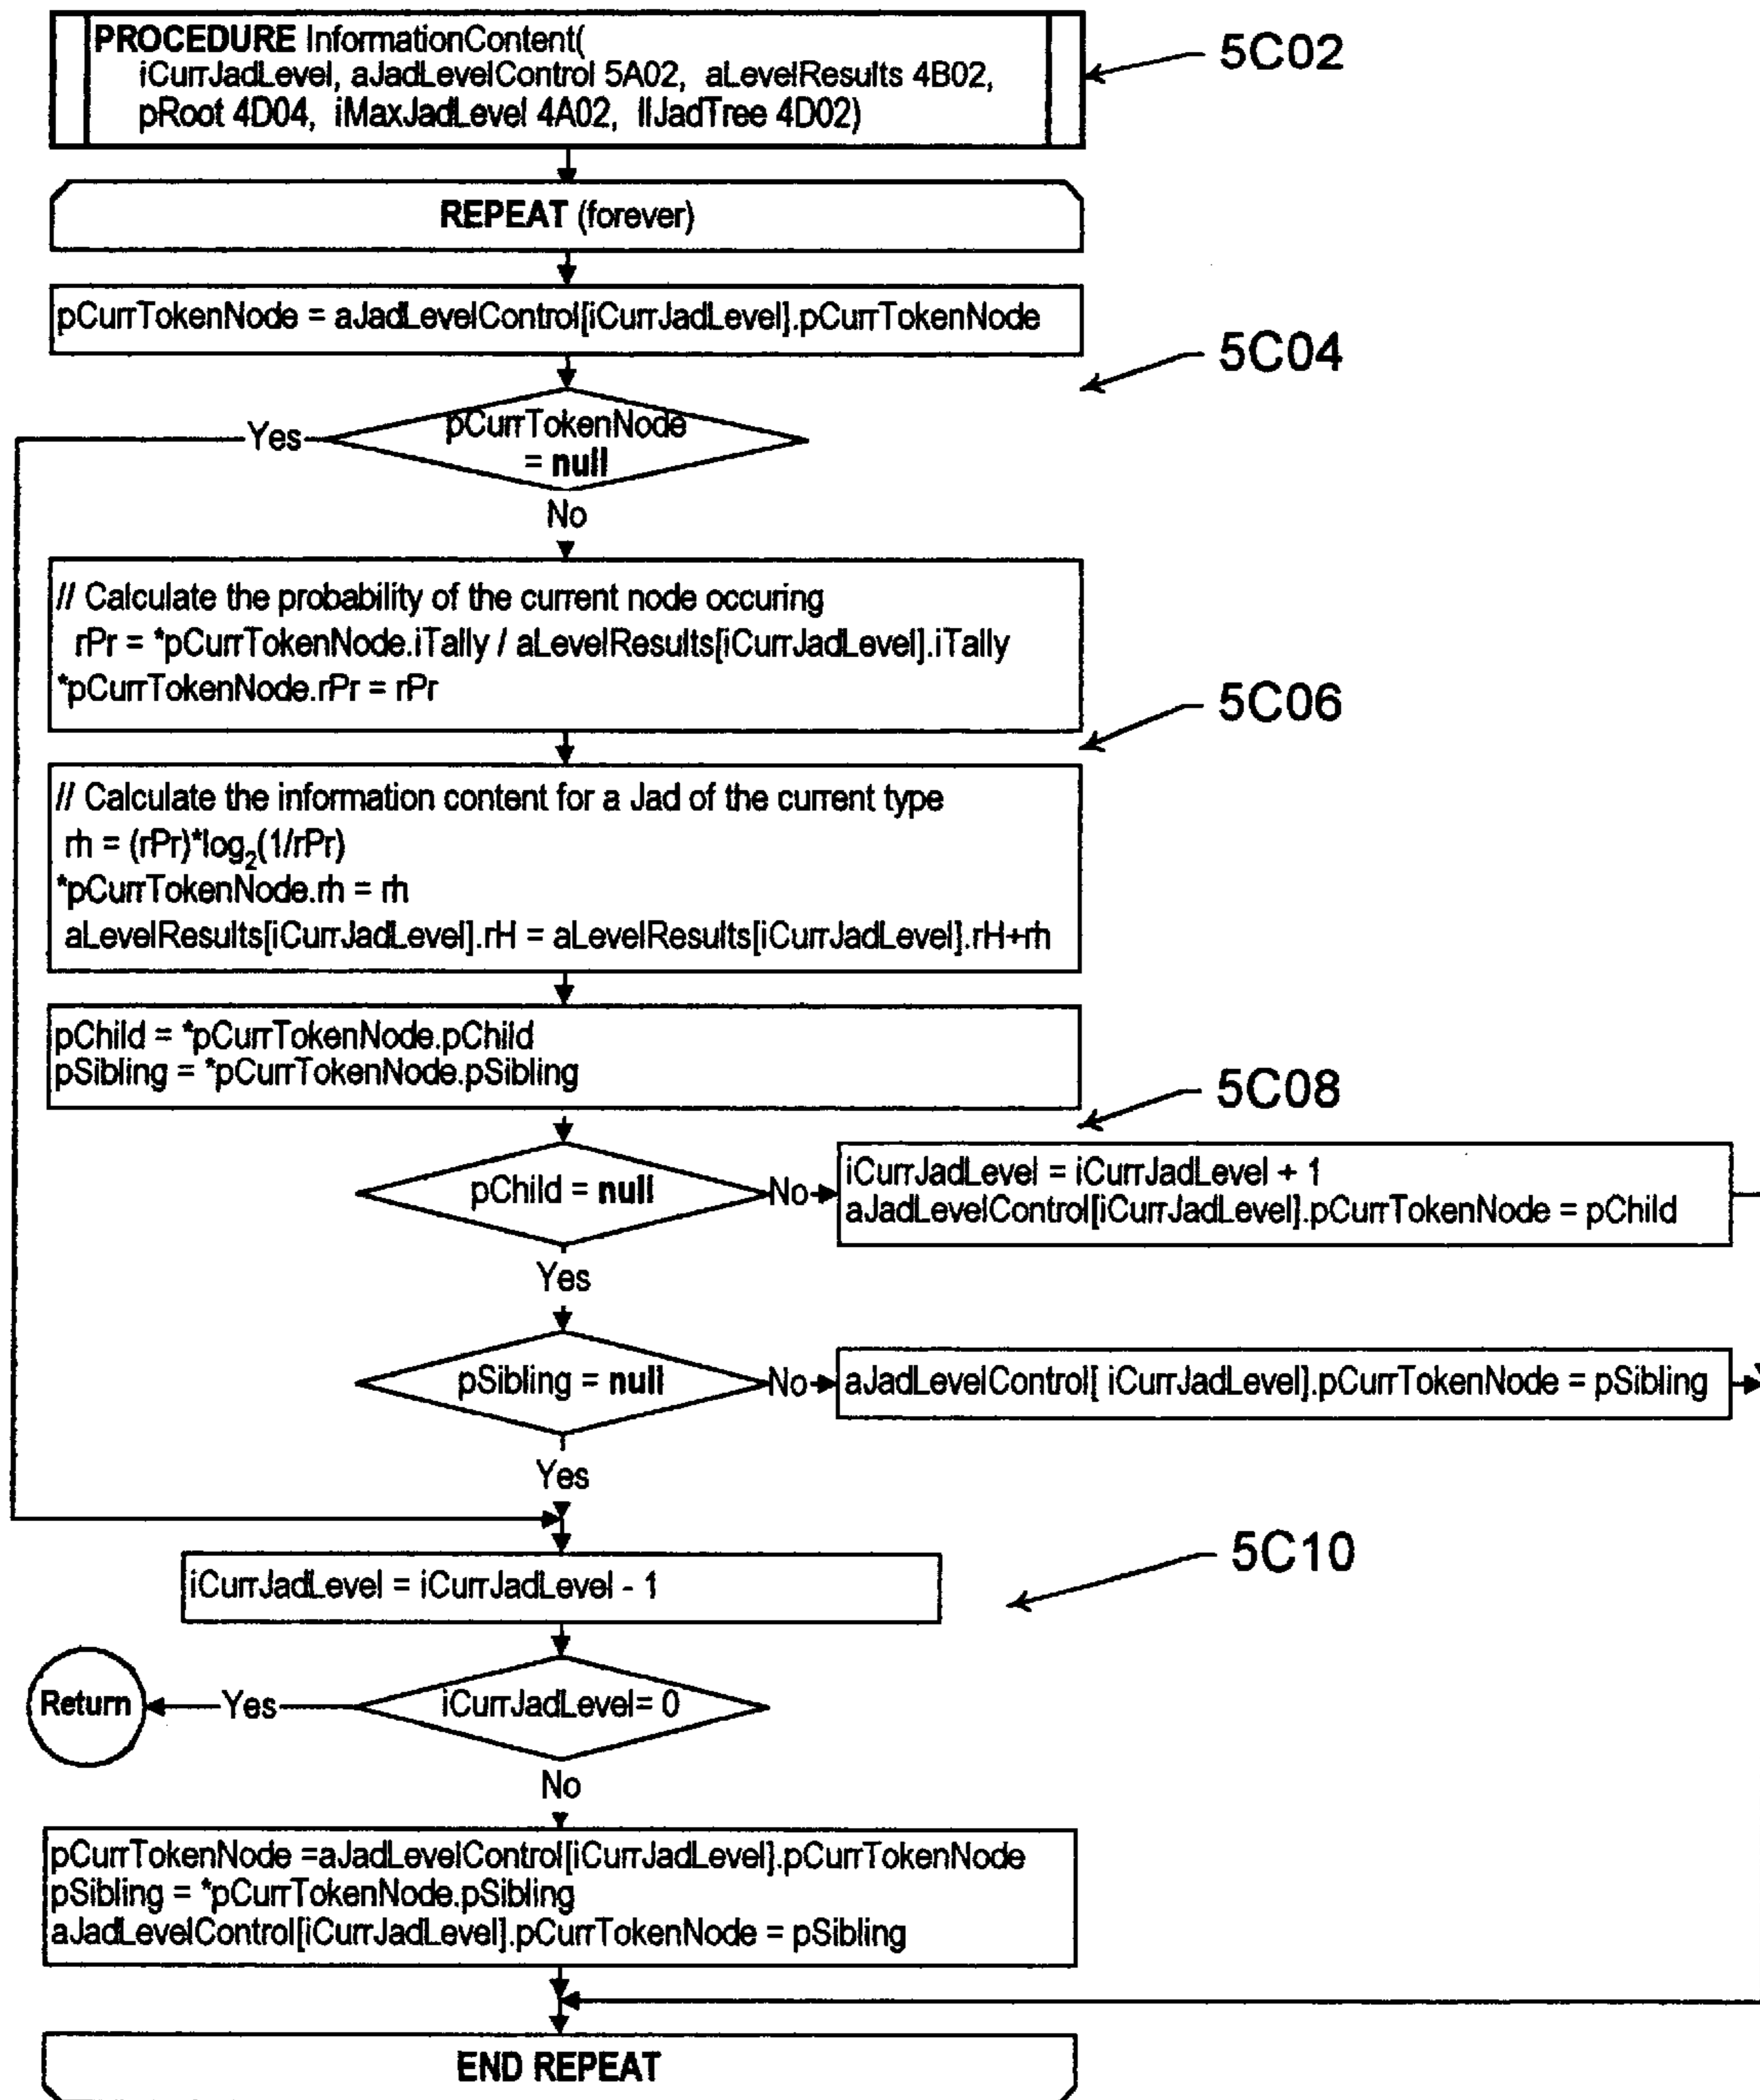 PROCEDURE InformationContent(
iCurrJadLevel, aJadLevelControl 5A02, aLevelResults 4B02,
pRoot 4D04, iMaxJadLevel 4A02, llJadTree 4D02)
5C02
REPEAT (forever)
pCurrTokenNode = aJadLevelControl[iCurrJadLevel].pCurrTokenNode
5C04
pCurrTokenNode
= null
Yes
No
// Calculate the probability of the current node occuring
rPr = *pCurrTokenNode.iTally / aLevelResults[iCurrJadLevel].iTally
*pCurrTokenNode.rPr = rPr
5C06
// Calculate the information content for a Jad of the current type
rh = (rPr)*log₂(1/rPr)
*pCurrTokenNode.rh = rh
aLevelResults[iCurrJadLevel].rH = aLevelResults[iCurrJadLevel].rH+rh
pChild = *pCurrTokenNode.pChild
pSibling = *pCurrTokenNode.pSibling
5C08
pChild = null
No
iCurrJadLevel = iCurrJadLevel + 1
aJadLevelControl[iCurrJadLevel].pCurrTokenNode = pChild
Yes
pSibling = null
No
aJadLevelControl[ iCurrJadLevel].pCurrTokenNode = pSibling
Yes
5C10
iCurrJadLevel = iCurrJadLevel - 1
Return
Yes
iCurrJadLevel= 0
No
pCurrTokenNode =aJadLevelControl[iCurrJadLevel].pCurrTokenNode
pSibling = *pCurrTokenNode.pSibling
aJadLevelControl[iCurrJadLevel].pCurrTokenNode = pSibling
END REPEAT